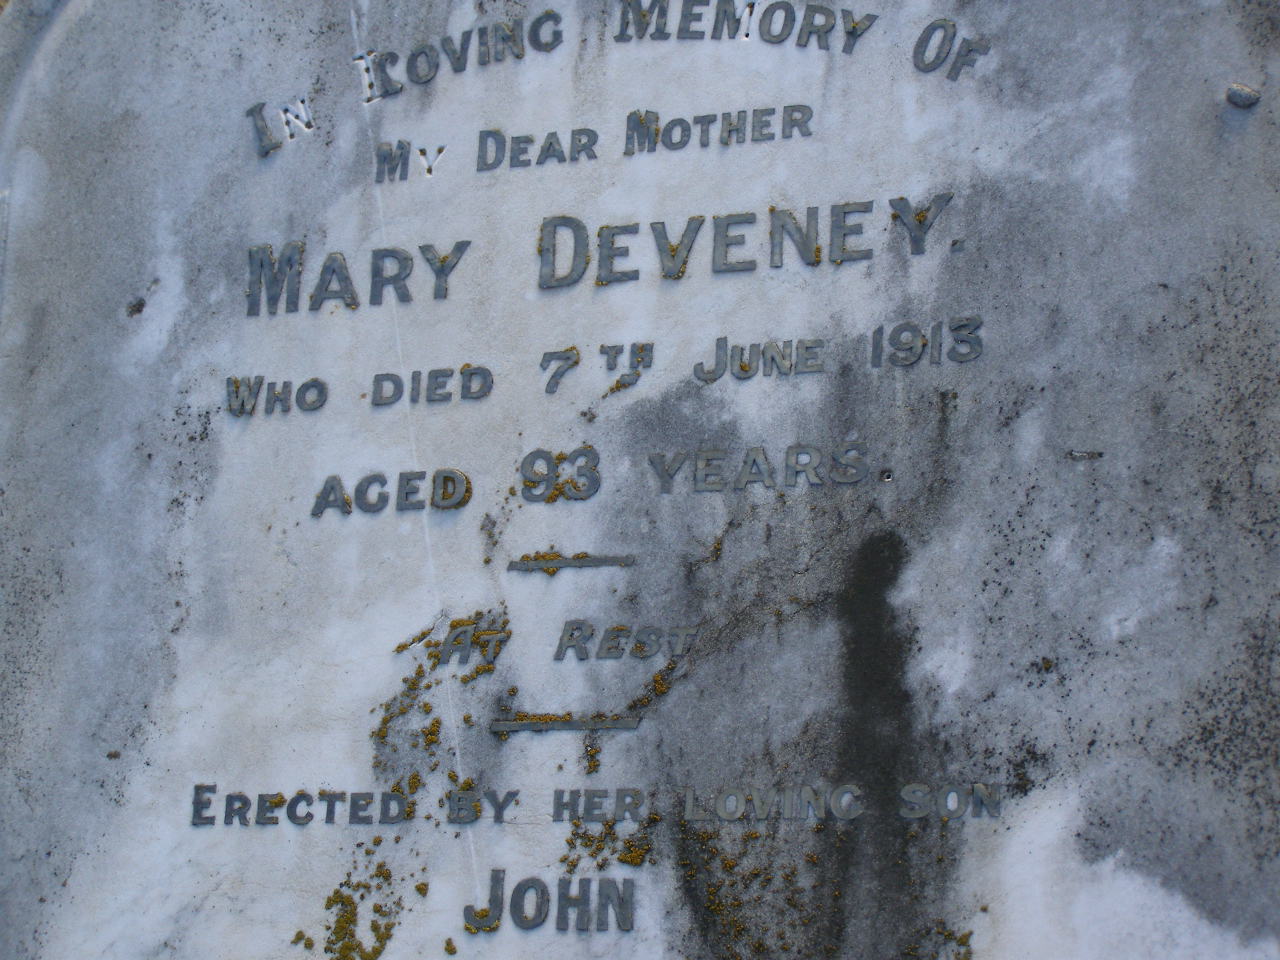 In Loving Memory Of
My Dear Mother
Mary Deveney.
Who died 7th June 1913
aged 93 years.
At Rest
Erected by her loving son
John